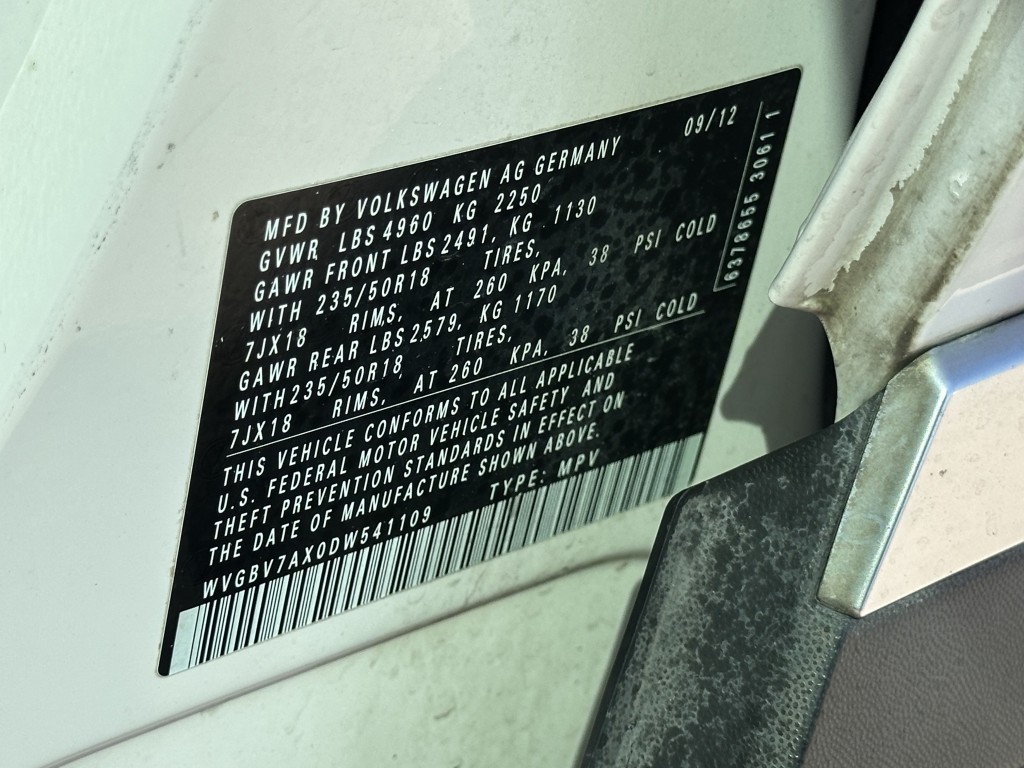 09/12
MFD BY VOLKSWAGEN AG GERMANY
GVWR LBS 4960 KG 2250
GAWR FRONT LBS 2491, KG 1130
WITH 235/50R18 TIRES,
7JX18 RIMS, AT 260 KPA, 38 PSI COLD
GAWR REAR LBS 2579, KG 1170
WITH 235/50R18 TIRES,
7JX18 RIMS, AT 260 KPA, 38 PSI COLD
THIS VEHICLE CONFORMS TO ALL APPLICABLE
U.S. FEDERAL MOTOR VEHICLE SAFETY AND
THEFT PREVENTION STANDARDS IN EFFECT ON
THE DATE OF MANUFACTURE SHOWN ABOVE.
WVGBV7AX0DW541109 TYPE: MPV
6378655 3061 1